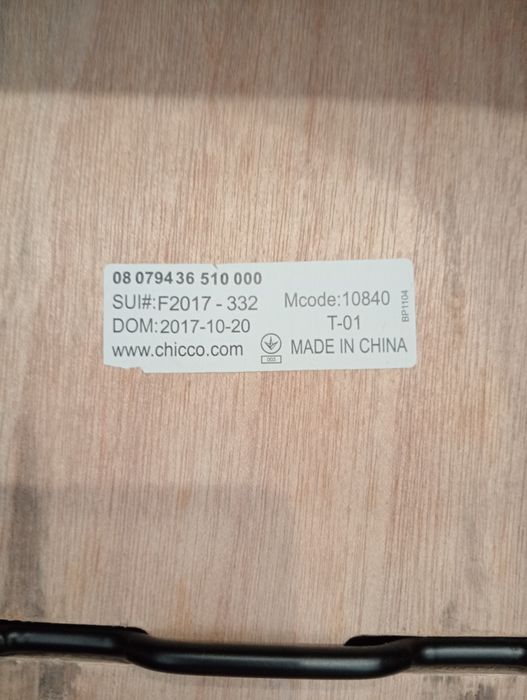 08 079436 510 000
SUI#:F2017 - 332
Mcode:10840
DOM:2017-10-20
T-01
www.chicco.com
003
MADE IN CHINA
BP1104